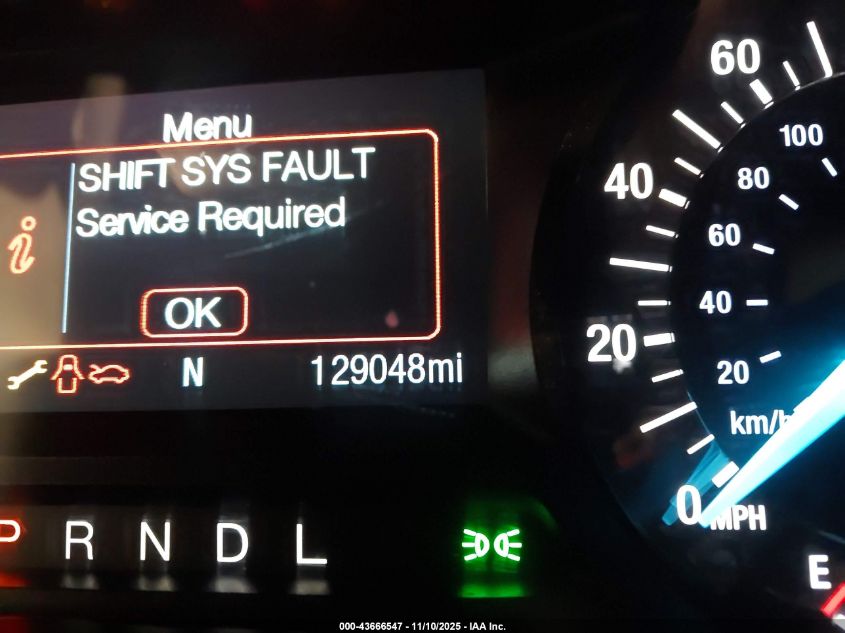 Menu
SHIFT SYS FAULT
Service Required
OK
N 129048mi
P R N D L
60
40
20
0
MPH
100
80
60
40
20
km/h
E
000-43666547 - 11/10/2025 - IAA Inc.